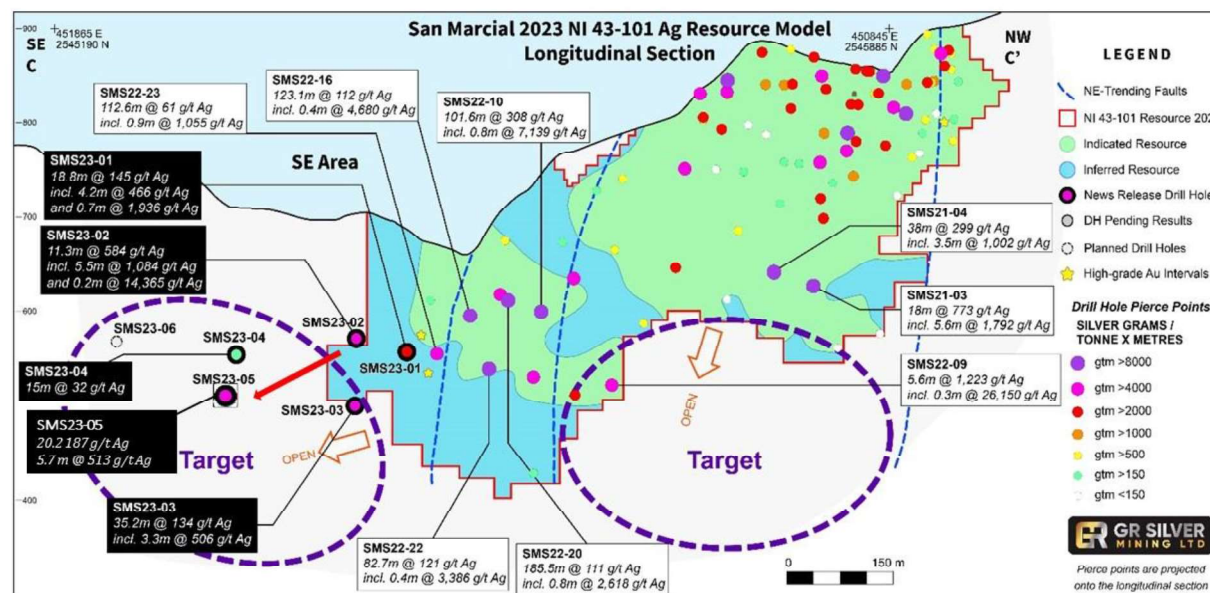 San Marcial 2023 NI 43-101 Ag Resource Model
Longitudinal Section
900
SE
C
451865 E
2545190 N
450845 E
2545885 N
NW
C'
800
700
600
500
400
SMS22-23
112.6m @ 61 g/t Ag
incl. 0.9m @ 1,055 g/t Ag
SMS22-16
123.1m @ 112 g/t Ag
incl. 0.4m @ 4,680 g/t Ag
SMS22-10
101.6m @ 308 g/t Ag
incl. 0.8m @ 7,139 g/t Ag
SE Area
SMS23-01
18.8m @ 145 g/t Ag
incl. 4.2m @ 466 g/t Ag
and 0.7m @ 1,936 g/t Ag
SMS23-02
11.3m @ 584 g/t Ag
incl. 5.5m @ 1,084 g/t Ag
and 0.2m @ 14,365 g/t Ag
SMS21-04
38m @ 299 g/t Ag
incl. 3.5m @ 1,002 g/t Ag
SMS21-03
18m @ 773 g/t Ag
incl. 5.6m @ 1,792 g/t Ag
SMS22-09
5.6m @ 1,223 g/t Ag
incl. 0.3m @ 26,150 g/t Ag
SMS23-06
SMS23-04
SMS23-02
SMS23-01
SMS23-05
SMS23-03
SMS23-04
15m @ 32 g/t Ag
SMS23-05
20.2 187 g/t Ag
5.7 m @ 513 g/t Ag
Target
OPEN
OPEN
Target
SMS23-03
35.2m @ 134 g/t Ag
incl. 3.3m @ 506 g/t Ag
SMS22-22
82.7m @ 121 g/t Ag
incl. 0.4m @ 3,386 g/t Ag
SMS22-20
185.5m @ 111 g/t Ag
incl. 0.8m @ 2,618 g/t Ag
0
150 m
LEGEND
NE-Trending Faults
NI 43-101 Resource 202
Indicated Resource
Inferred Resource
News Release Drill Hole
DH Pending Results
Planned Drill Holes
High-grade Au Intervals
Drill Hole Pierce Points
SILVER GRAMS /
TONNE X METRES
gtm >8000
gtm >4000
gtm >2000
gtm >1000
gtm >500
gtm >150
gtm <150
GR SILVER
MINING LTD
Pierce points are projected
onto the longitudinal section